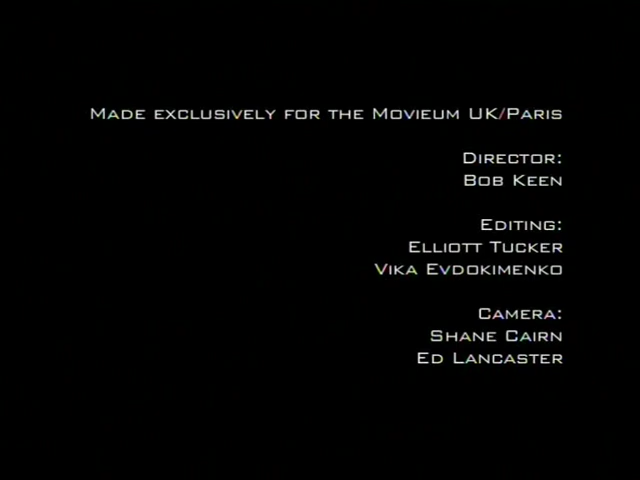 Made exclusively for the Movieum UK/Paris
Director:
Bob Keen
Editing:
Elliott Tucker
Vika Evdokimenko
Camera:
Shane Cairn
Ed Lancaster